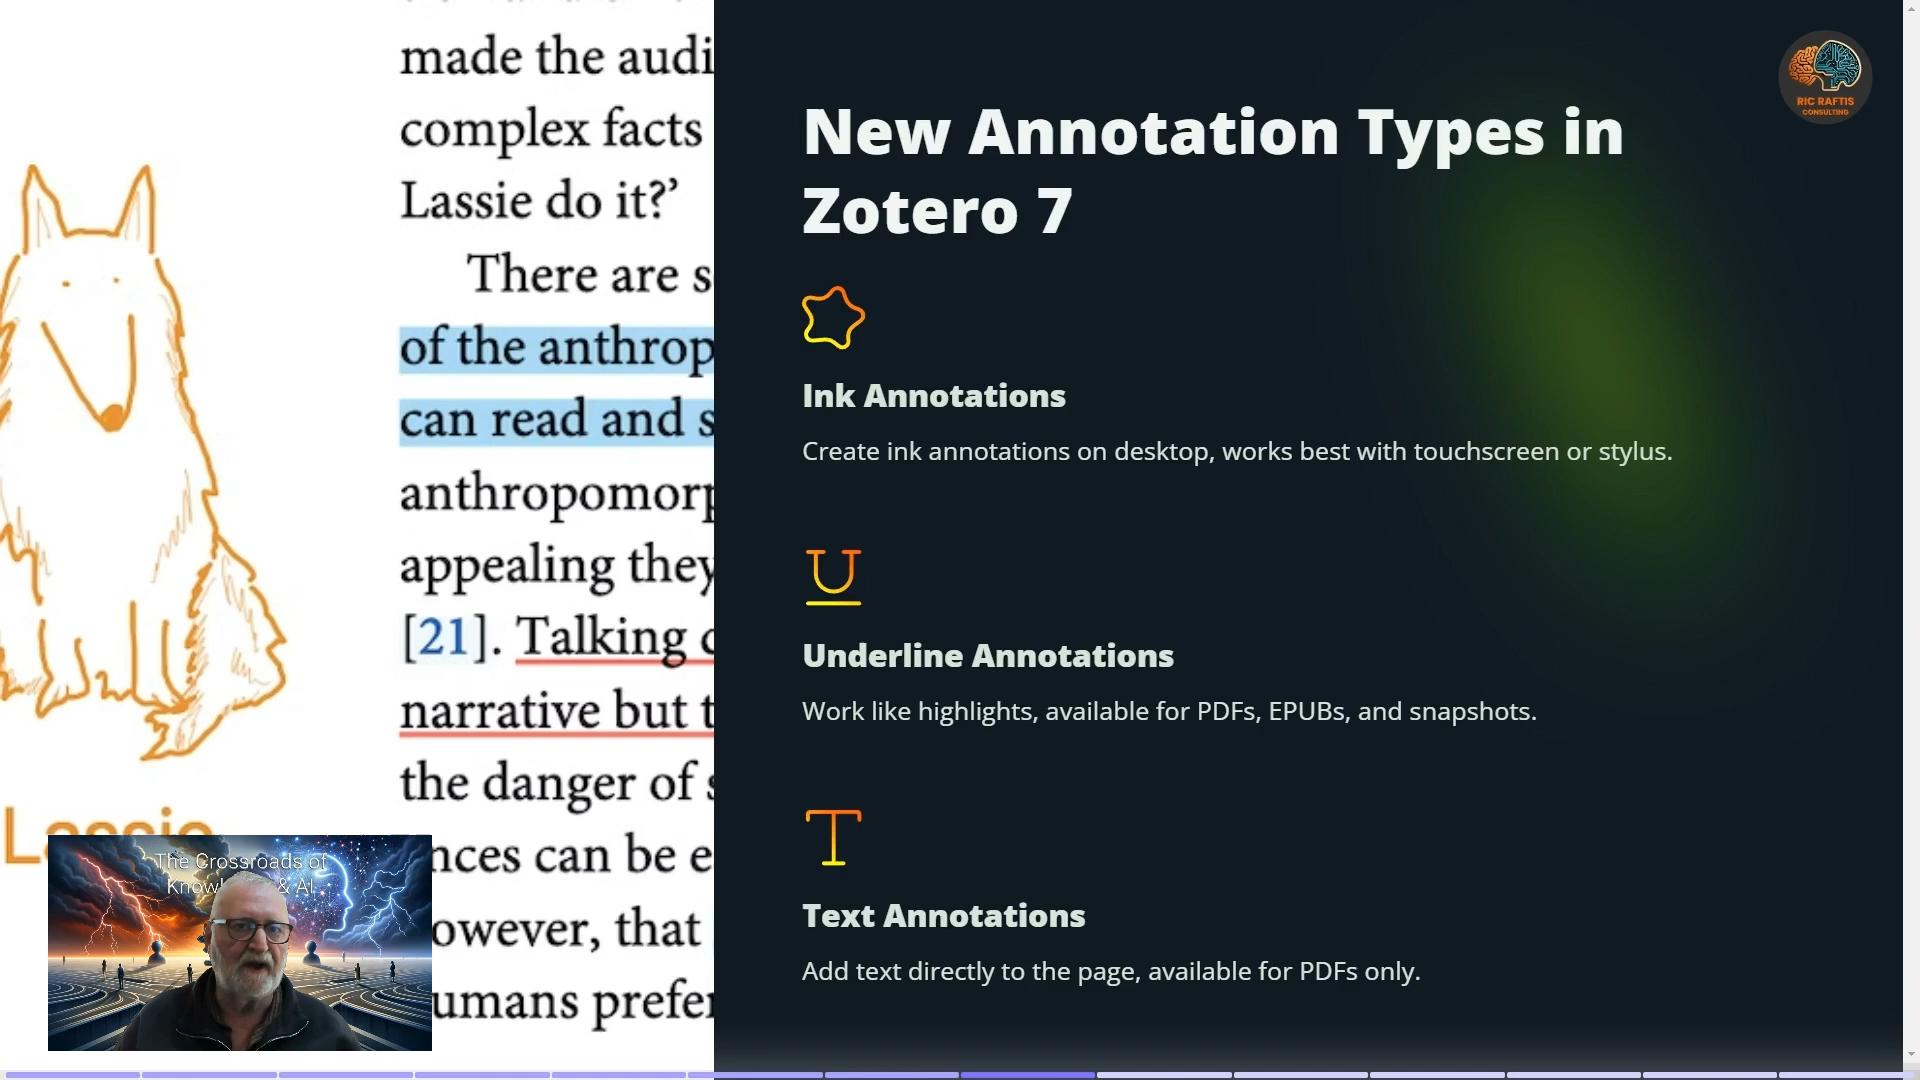 made the audi
complex facts
Lassie do it?’
There are s
of the anthrop
can read and s
anthropomorp
appealing they
[21]. Talking
narrative but t
the danger of s
nces can be e
owever, that
umans prefer
Lassie
The Crossroads of
& AI
RIC RAFTIS
CONSULTING
New Annotation Types in
Zotero 7
Ink Annotations
Create ink annotations on desktop, works best with touchscreen or stylus.
Underline Annotations
Work like highlights, available for PDFs, EPUBs, and snapshots.
Text Annotations
Add text directly to the page, available for PDFs only.